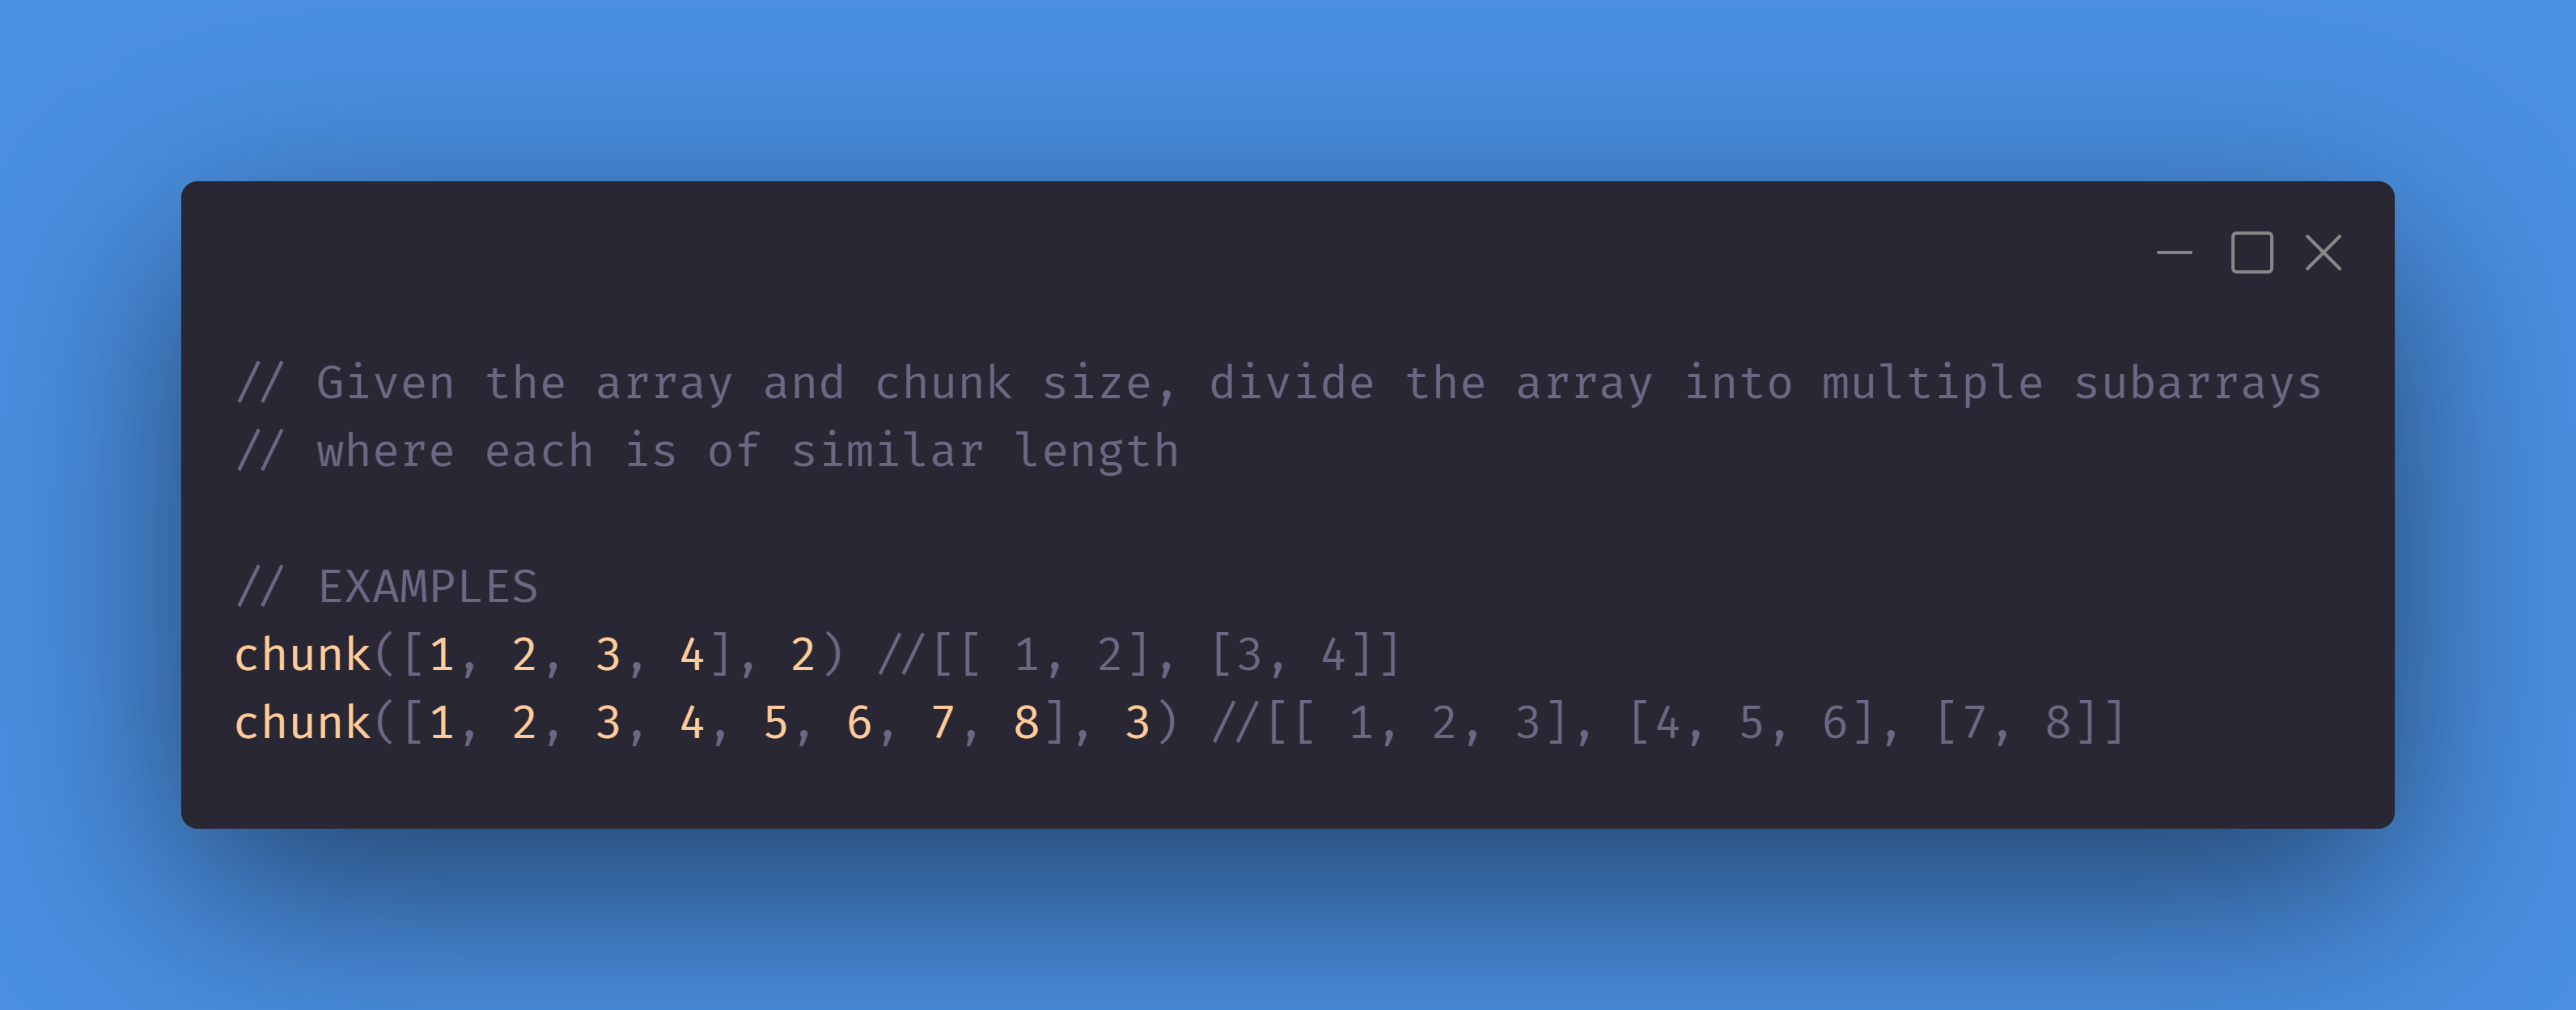 // Given the array and chunk size, divide the array into multiple subarrays
// where each is of similar length
// EXAMPLES
chunk([1, 2, 3, 4], 2) //[[ 1, 2], [3, 4]]
chunk([1, 2, 3, 4, 5, 6, 7, 8], 3) //[[ 1, 2, 3], [4, 5, 6], [7, 8]]